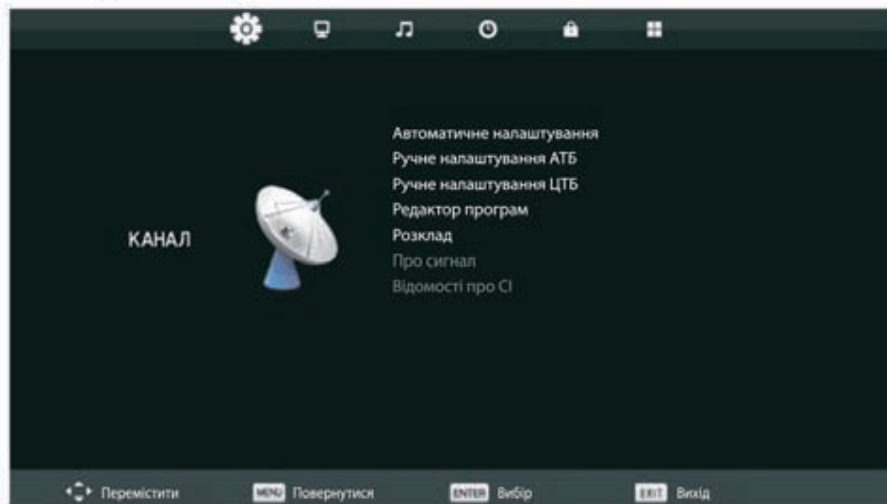 КАНАЛ
Автоматичне налаштування
Ручне налаштування АТБ
Ручне налаштування ЦТБ
Редактор програм
Розклад
Про сигнал
Відомості про CI
Перемістити MENU Повернутися ENTER Вибір EXIT Вихід